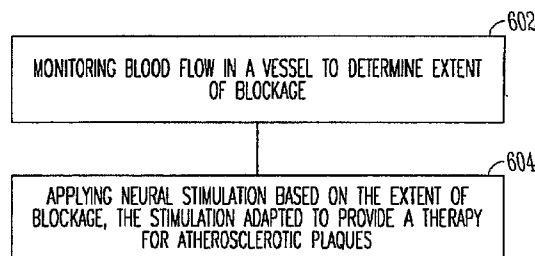 602
MONITORING BLOOD FLOW IN A VESSEL TO DETERMINE EXTENT
OF BLOCKAGE
604
APPLYING NEURAL STIMULATION BASED ON THE EXTENT OF
BLOCKAGE, THE STIMULATION ADAPTED TO PROVIDE A THERAPY
FOR ATHEROSCLEROTIC PLAQUES